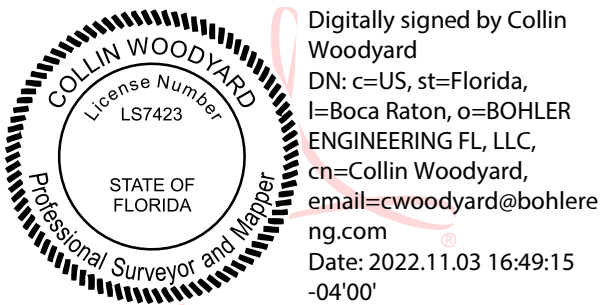 COLLIN WOODYARD
License Number
LS7423
STATE OF
FLORIDA
Professional Surveyor and Mapper
Digitally signed by Collin
Woodyard
DN: c=US, st=Florida,
l=Boca Raton, o=BOHLER
ENGINEERING FL, LLC,
cn=Collin Woodyard,
email=cwoodyard@bohlere
ng.com
®
Date: 2022.11.03 16:49:15
-04'00'